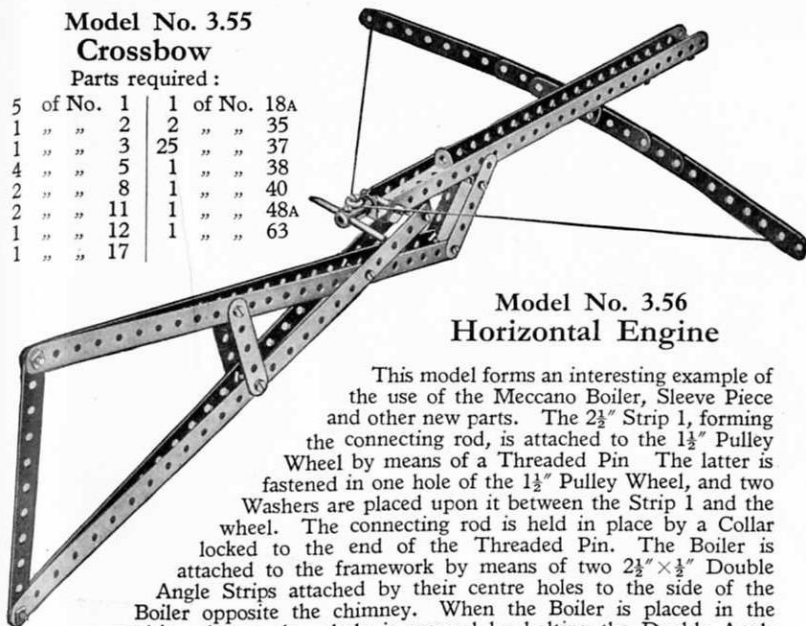 Model No. 3.55
Crossbow
Parts required :
5 of No. 1 1 of No. 18A
1 „ „ 2 2 „ „ 35
1 „ „ 3 25 „ „ 37
4 „ „ 5 1 „ „ 38
2 „ „ 8 1 „ „ 40
2 „ „ 11 1 „ „ 48A
1 „ „ 12 1 „ „ 63
1 „ „ 17
Model No. 3.56
Horizontal Engine
This model forms an interesting example of
the use of the Meccano Boiler, Sleeve Piece
and other new parts. The 2½″ Strip 1, forming
the connecting rod, is attached to the 1½″ Pulley
Wheel by means of a Threaded Pin The latter is
fastened in one hole of the 1½″ Pulley Wheel, and two
Washers are placed upon it between the Strip 1 and the
wheel. The connecting rod is held in place by a Collar
locked to the end of the Threaded Pin. The Boiler is
attached to the framework by means of two 2½″×½″ Double
Angle Strips attached by their centre holes to the side of the
Boiler opposite the chimney. When the Boiler is placed in the